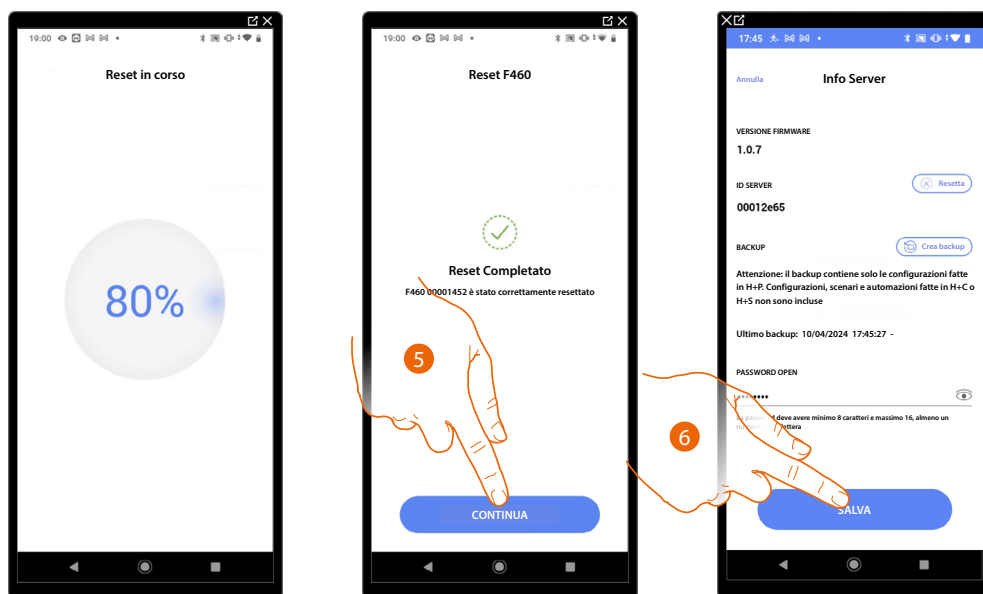 19:00
Reset in corso
80%
19:00
Reset F460
Reset Completato
F460 00001452 è stato correttamente resettato
5
CONTINUA
17:45
Annulla
Info Server
VERSIONE FIRMWARE
1.0.7
ID SERVER
Resetta
00012e65
BACKUP
Crea backup
Attenzione: il backup contiene solo le configurazioni fatte
in H+P. Configurazioni, scenari e automazioni fatte in H+C o
H+S non sono incluse
Ultimo backup: 10/04/2024 17:45:27 -
PASSWORD OPEN
deve avere minimo 8 caratteri e massimo 16, almeno un
lettera
6
SALVA